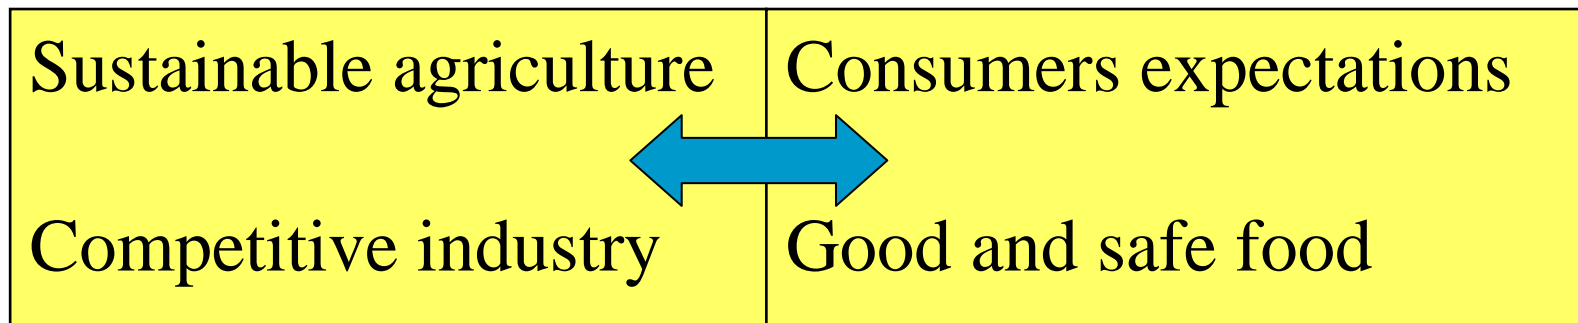 Sustainable agriculture
Competitive industry
Consumers expectations
Good and safe food